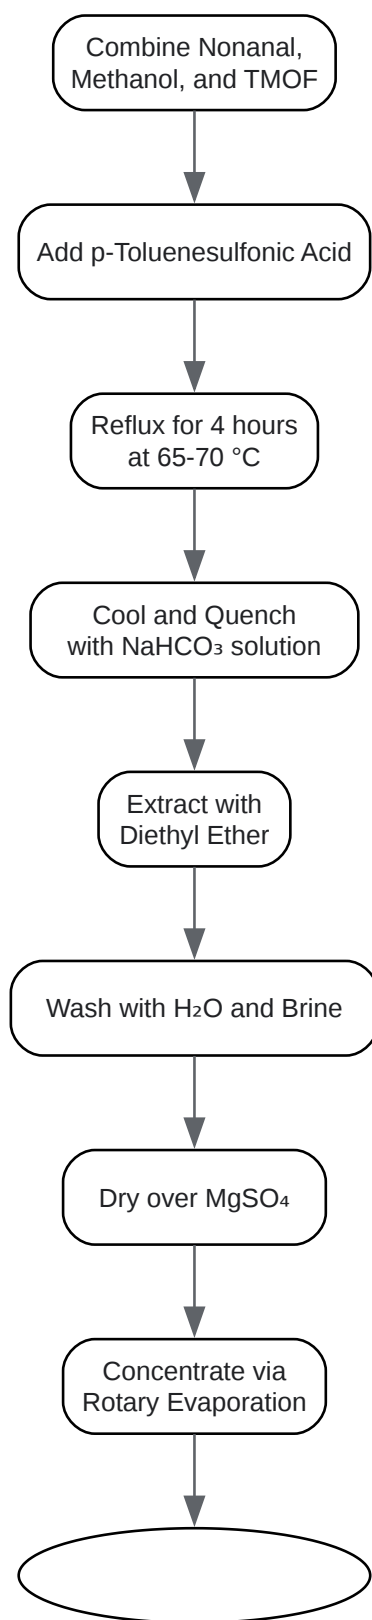 Combine Nonanal,
Methanol, and TMOF
Add p-Toluenesulfonic Acid
Reflux for 4 hours
at 65-70 °C
Cool and Quench
with NaHCO₃ solution
Extract with
Diethyl Ether
Wash with H₂O and Brine
Dry over MgSO₄
Concentrate via
Rotary Evaporation